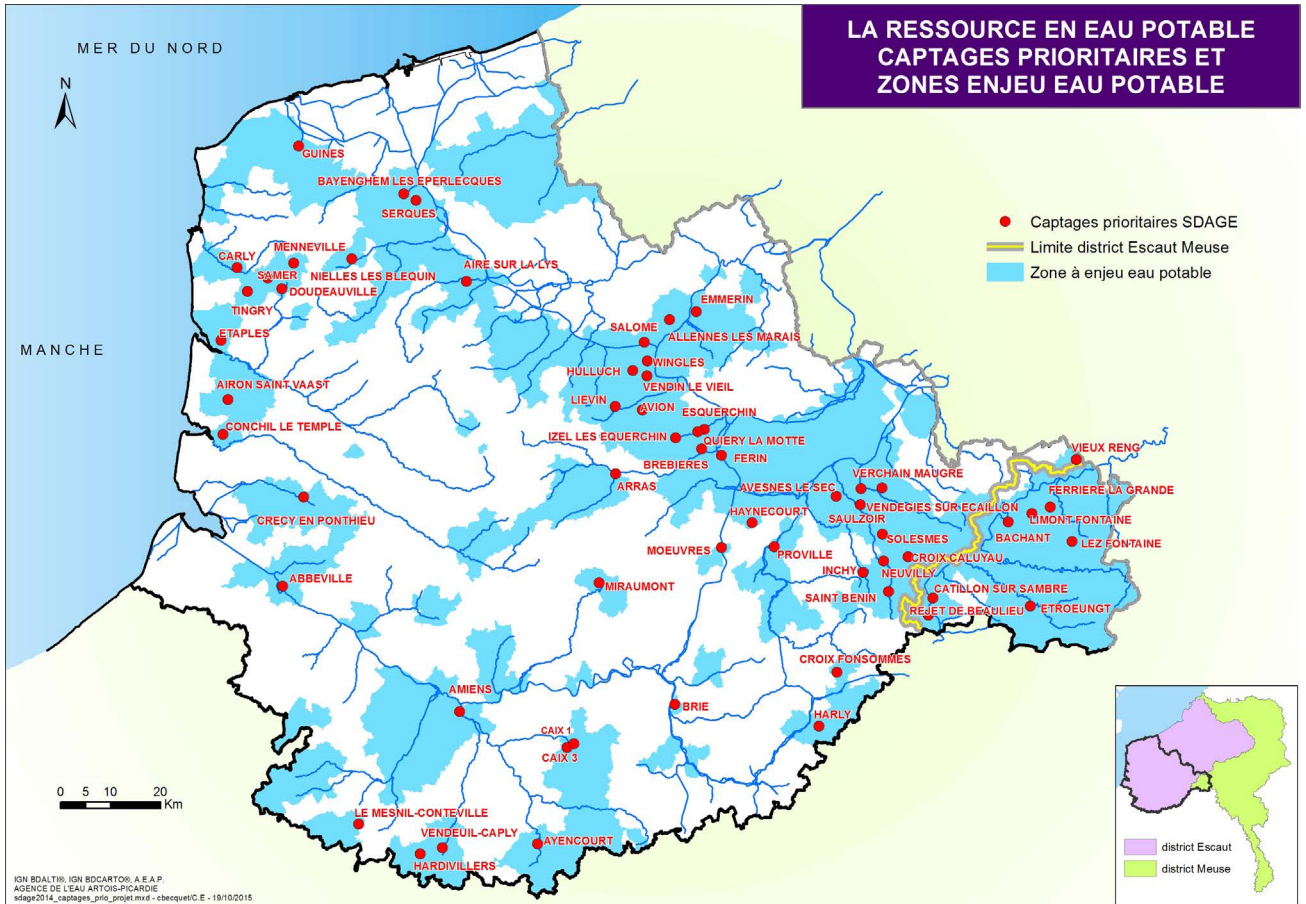 LA RESSOURCE EN EAU POTABLE
CAPTAGES PRIORITAIRES ET
ZONES ENJEU EAU POTABLE
MER DU NORD
N
MANCHE
Captages prioritaires SDAGE
Limite district Escaut Meuse
Zone à enjeu eau potable
GUINES
BAYENGHEM LES EPERLECQUES
SERQUES
MENNEVILLE
CARLY
SAMER
NIELLES LES BLEQUIN
AIRE SUR LA LYS
DOUDEAUVILLE
TINGRY
ETAPLES
EMMERIN
SALOME
ALLENNES LES MARAIS
WINGLES
HULLUCH
VENDIN LE VIEIL
AIRON SAINT VAAST
LIEVIN
AVION
ESQUERCHIN
CONCHIL LE TEMPLE
IZEL LES EQUERCHIN
QUIERY LA MOTTE
BREBIERES
FERIN
ARRAS
VIEUX RENG
VERCHAIN MAUGRE
AVESNES LE SEC
FERRIERE LA GRANDE
CRECY EN PONTHIEU
HAYNECOURT
VENDEGIES SUR ECAILLON
SAULZOIR
LIMONT FONTAINE
BACHANT
SOLESMES
LEZ FONTAINE
MOEUVRES
PROVILLE
CROIX CALUYAU
INCHY
NEUVILLY
ABBEVILLE
MIRAUMONT
CATILLON SUR SAMBRE
SAINT BENIN
REJET DE BEAULIEU
ETROEUNGT
CROIX FONSOMMES
AMIENS
BRIE
HARLY
CAIX 1
CAIX 3
0 5 10 20
Km
LE MESNIL-CONTEVILLE
VENDEUIL-CAPLY
AYENCOURT
HARDIVILLERS
district Escaut
district Meuse
IGN BDALTI®, IGN BDCARTO®, A.E.A.P.
AGENCE DE L'EAU ARTOIS-PICARDIE
sdage2014_captages_prio_projet.mxd - cbecquet/C.E - 19/10/2015